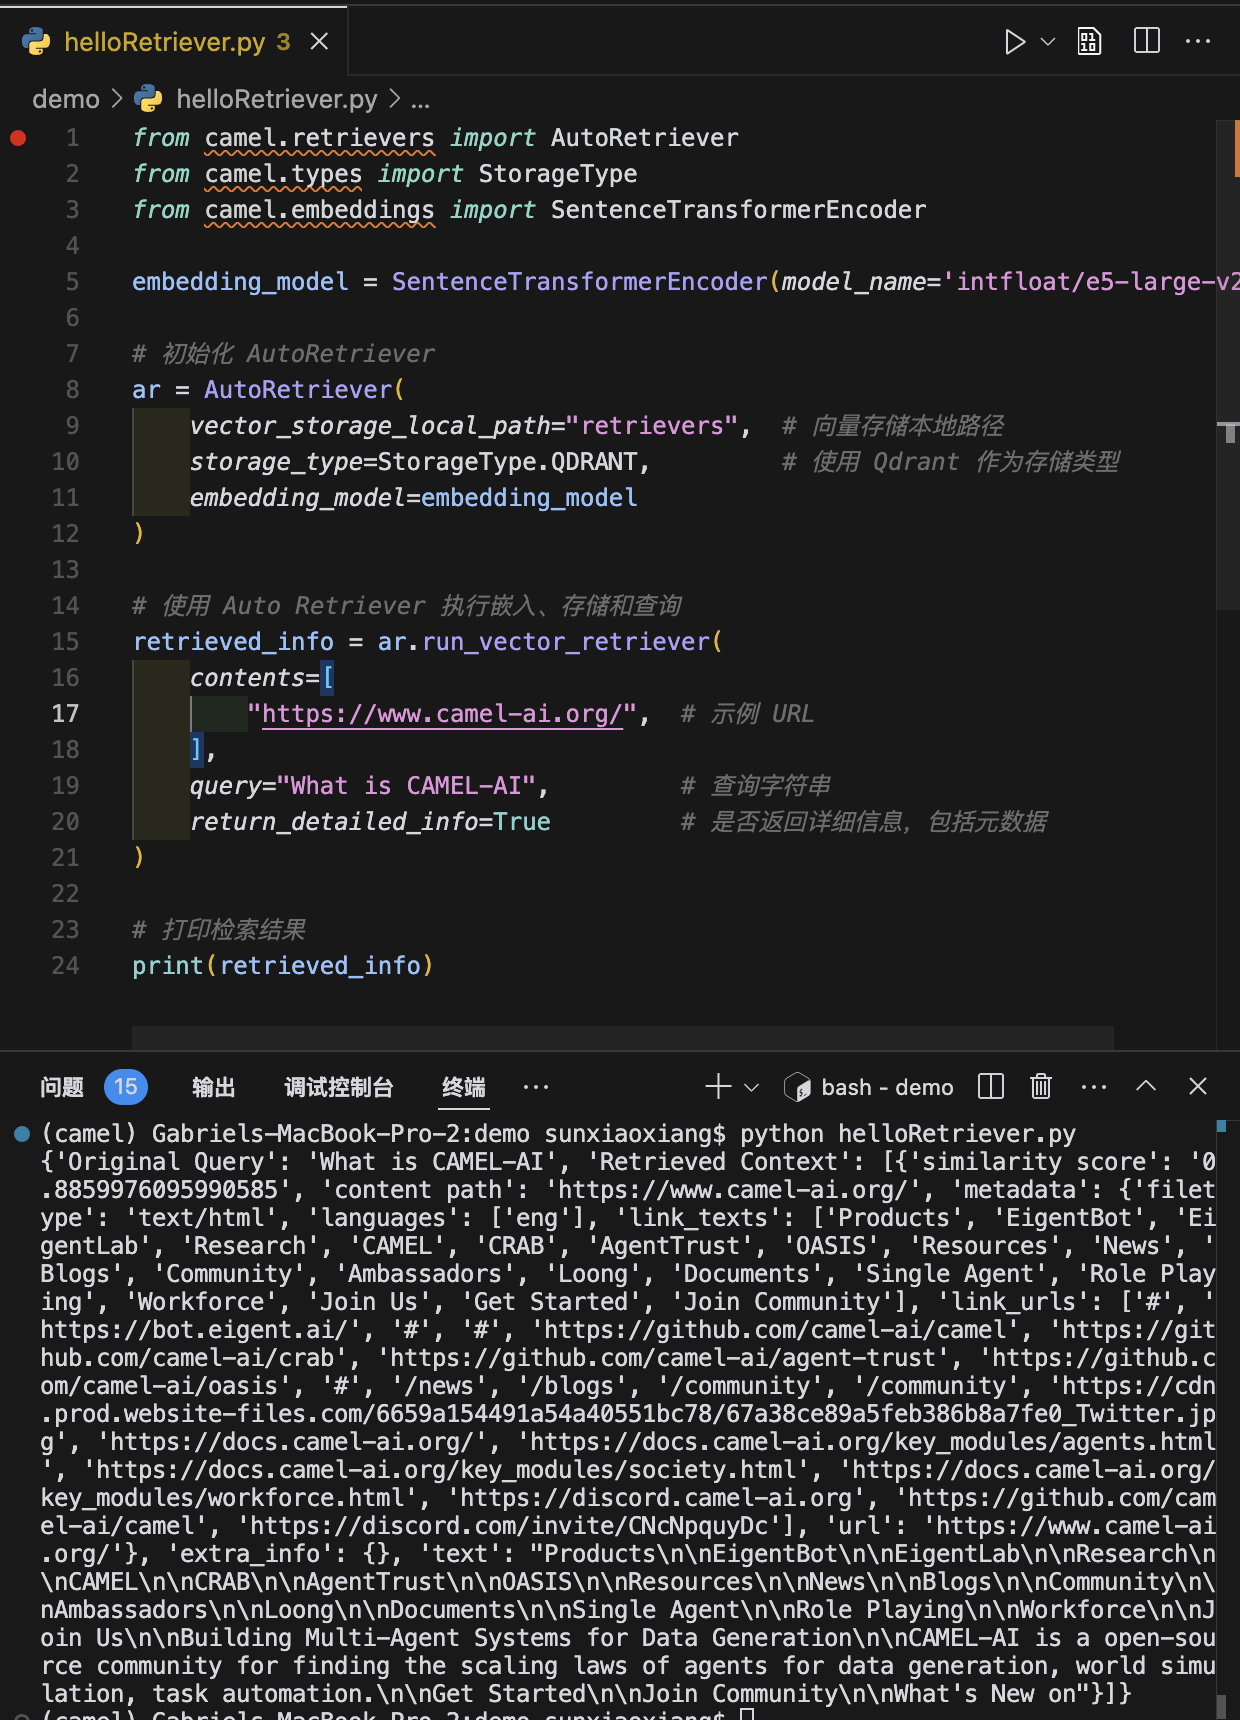 helloRetriever.py 3
demo > helloRetriever.py > ...
1 from camel.retrievers import AutoRetriever
2 from camel.types import StorageType
3 from camel.embeddings import SentenceTransformerEncoder
4
5 embedding_model = SentenceTransformerEncoder(model_name='intfloat/e5-large-v2
6
7 # 初始化 AutoRetriever
8 ar = AutoRetriever(
9 vector_storage_local_path="retrievers", # 向量存储本地路径
10 storage_type=StorageType.QDRANT, # 使用 Qdrant 作为存储类型
11 embedding_model=embedding_model
12 )
13
14 # 使用 Auto Retriever 执行嵌入、存储和查询
15 retrieved_info = ar.run_vector_retriever(
16 contents=[
17 "https://www.camel-ai.org/", # 示例 URL
18 ],
19 query="What is CAMEL-AI", # 查询字符串
20 return_detailed_info=True # 是否返回详细信息，包括元数据
21 )
22
23 # 打印检索结果
24 print(retrieved_info)
问题 15 输出 调试控制台 终端 ... bash - demo
(camel) Gabriels-MacBook-Pro-2:demo sunxiaoxiang$ python helloRetriever.py
{'Original Query': 'What is CAMEL-AI', 'Retrieved Context': [{'similarity score': '0
.8859976095990585', 'content path': 'https://www.camel-ai.org/', 'metadata': {'filet
ype': 'text/html', 'languages': ['eng'], 'link_texts': ['Products', 'EigentBot', 'Ei
gentLab', 'Research', 'CAMEL', 'CRAB', 'AgentTrust', 'OASIS', 'Resources', 'News', '
Blogs', 'Community', 'Ambassadors', 'Loong', 'Documents', 'Single Agent', 'Role Play
ing', 'Workforce', 'Join Us', 'Get Started', 'Join Community'], 'link_urls': ['#', '
https://bot.eigent.ai/', '#', '#', 'https://github.com/camel-ai/camel', 'https://git
hub.com/camel-ai/crab', 'https://github.com/camel-ai/agent-trust', 'https://github.c
om/camel-ai/oasis', '#', '/news', '/blogs', '/community', '/community', 'https://cdn
.prod.website-files.com/6659a154491a54a40551bc78/67a38ce89a5feb386b8a7fe0_Twitter.jp
g', 'https://docs.camel-ai.org/', 'https://docs.camel-ai.org/key_modules/agents.html
', 'https://docs.camel-ai.org/key_modules/society.html', 'https://docs.camel-ai.org/
key_modules/workforce.html', 'https://discord.camel-ai.org', 'https://github.com/cam
el-ai/camel', 'https://discord.com/invite/CNcNpquyDc'], 'url': 'https://www.camel-ai
.org/'}, 'extra_info': {}, 'text': "Products\n\nEigentBot\n\nEigentLab\n\nResearch\n
\nCAMEL\n\nCRAB\n\nAgentTrust\n\nOASIS\n\nResources\n\nNews\n\nBlogs\n\nCommunity\n\
nAmbassadors\n\nLoong\n\nDocuments\n\nSingle Agent\n\nRole Playing\n\nWorkforce\n\nJ
oin Us\n\nBuilding Multi-Agent Systems for Data Generation\n\nCAMEL-AI is a open-sou
rce community for finding the scaling laws of agents for data generation, world simu
lation, task automation.\n\nGet Started\n\nJoin Community\n\nWhat's New on"}]}
(camel) Gabriels-MacBook-Pro-2:demo sunxiaoxiang$